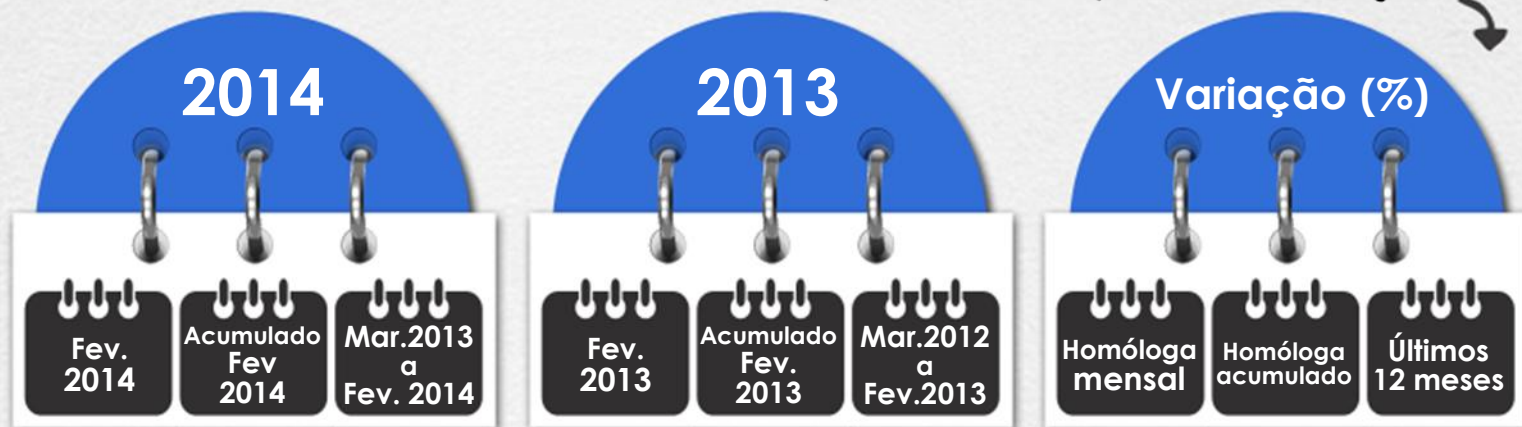 2014
2013
Variação (%)
Fev.
2014
Acumulado
Fev
2014
Mar.2013
a
Fev. 2014
Fev.
2013
Acumulado
Fev.
2013
Mar.2012
a
Fev.2013
Homóloga
mensal
Homóloga
acumulado
Últimos
12 meses